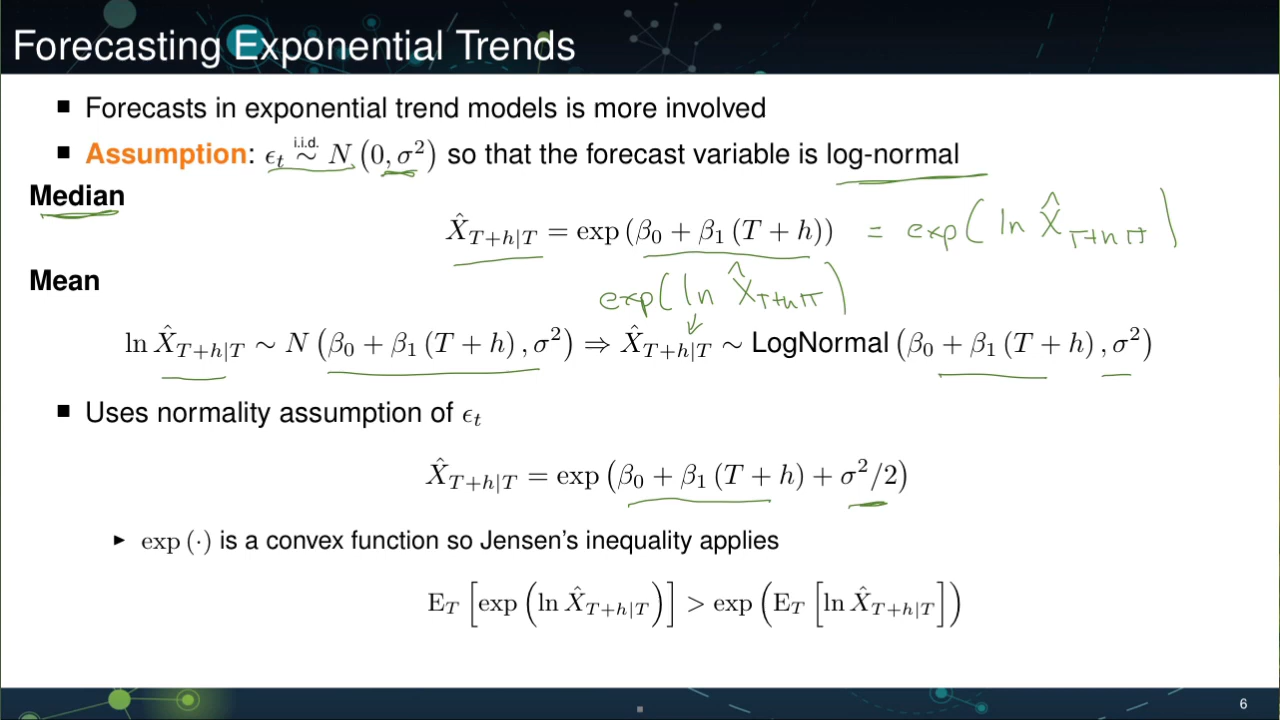 Forecasting Exponential Trends
■ Forecasts in exponential trend models is more involved
■ Assumption: ϵ_t i.i.d. ∼ N (0, σ²) so that the forecast variable is log-normal
Median
X̂_{T+h|T} = exp (β₀ + β₁ (T + h)) = exp( ln X̂_{T+h|T} )
Mean
exp( ln X̂_{T+h|T} )
ln X̂_{T+h|T} ∼ N (β₀ + β₁ (T + h) , σ²) ⇒ X̂_{T+h|T} ∼ LogNormal (β₀ + β₁ (T + h) , σ²)
■ Uses normality assumption of ϵ_t
X̂_{T+h|T} = exp (β₀ + β₁ (T + h) + σ²/2)
▶ exp (·) is a convex function so Jensen's inequality applies
E_T [exp (ln X̂_{T+h|T})] > exp (E_T [ln X̂_{T+h|T}])
6